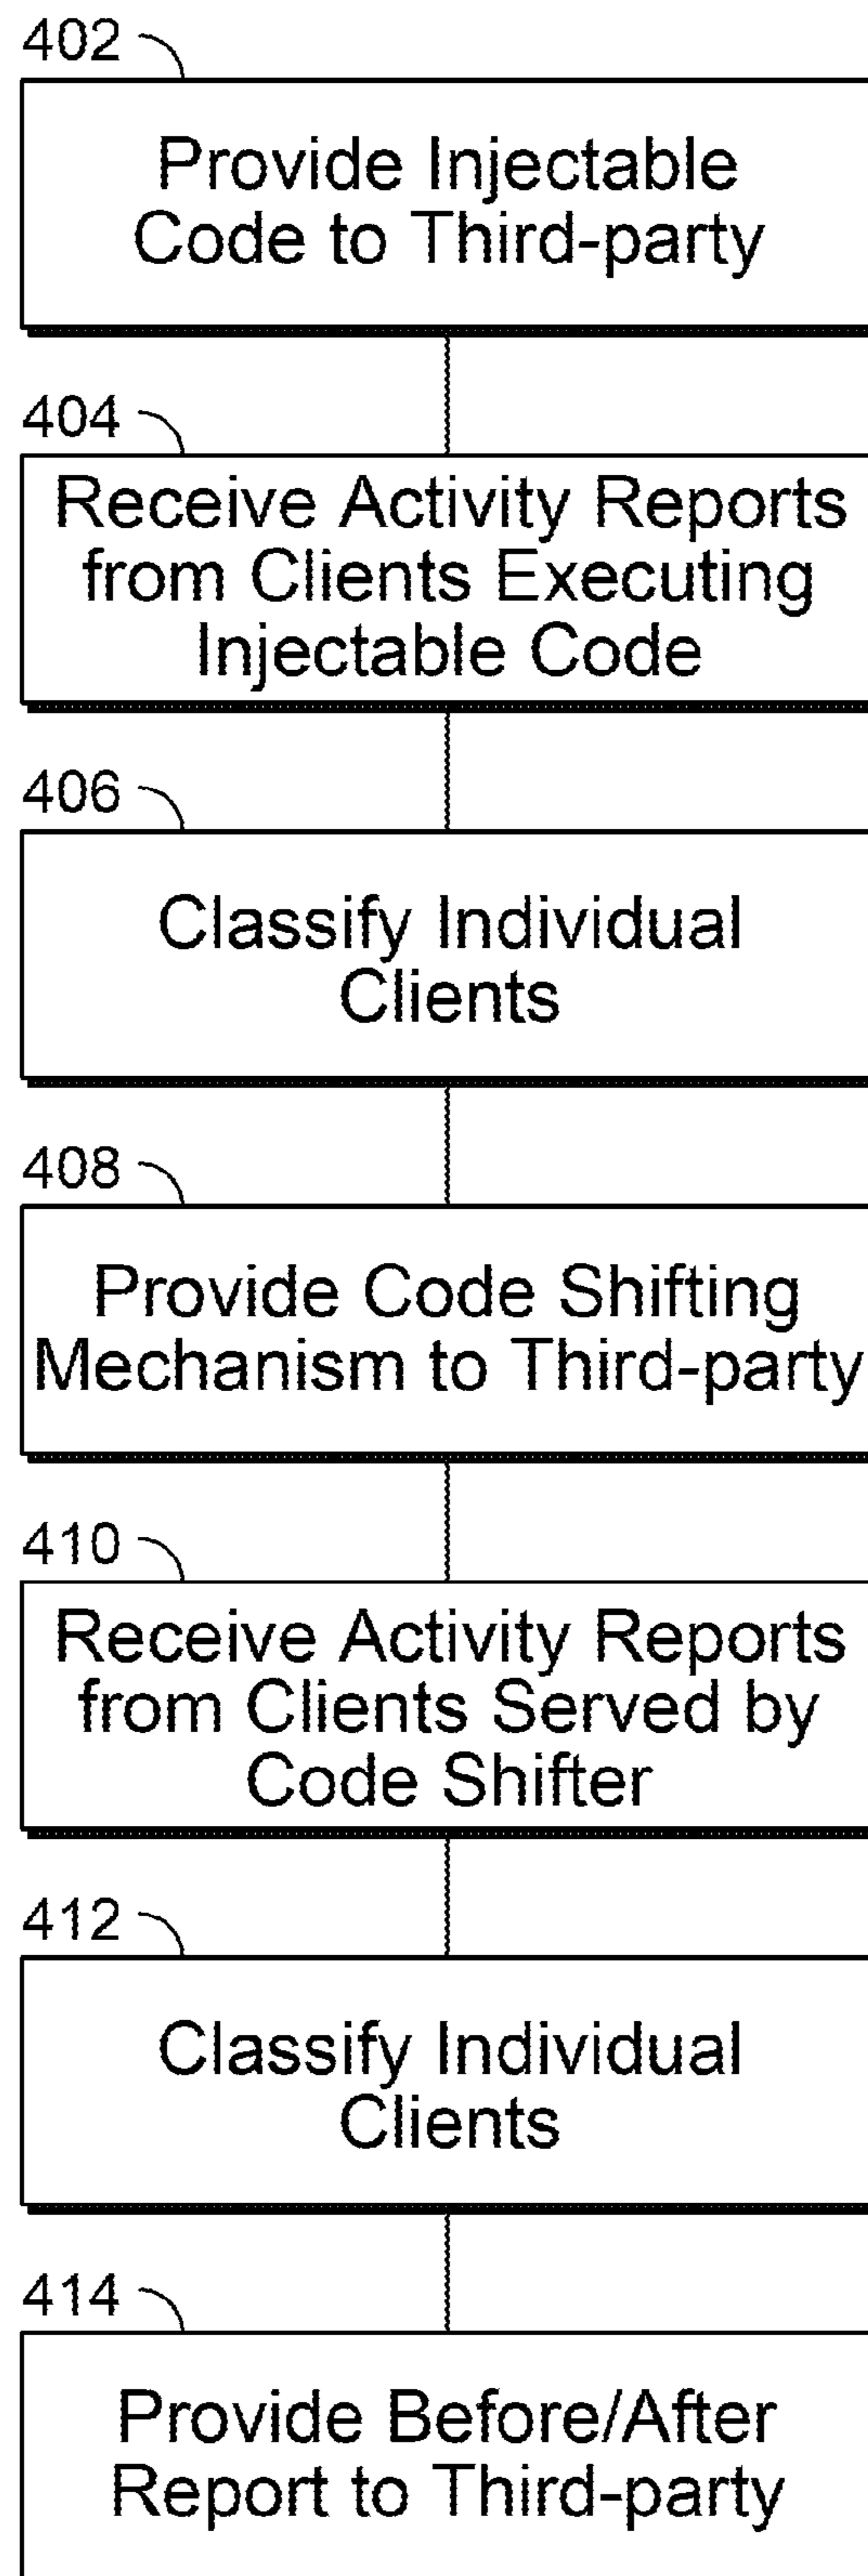 402
Provide Injectable
Code to Third-party
404
Receive Activity Reports
from Clients Executing
Injectable Code
406
Classify Individual
Clients
408
Provide Code Shifting
Mechanism to Third-party
410
Receive Activity Reports
from Clients Served by
Code Shifter
412
Classify Individual
Clients
414
Provide Before/After
Report to Third-party